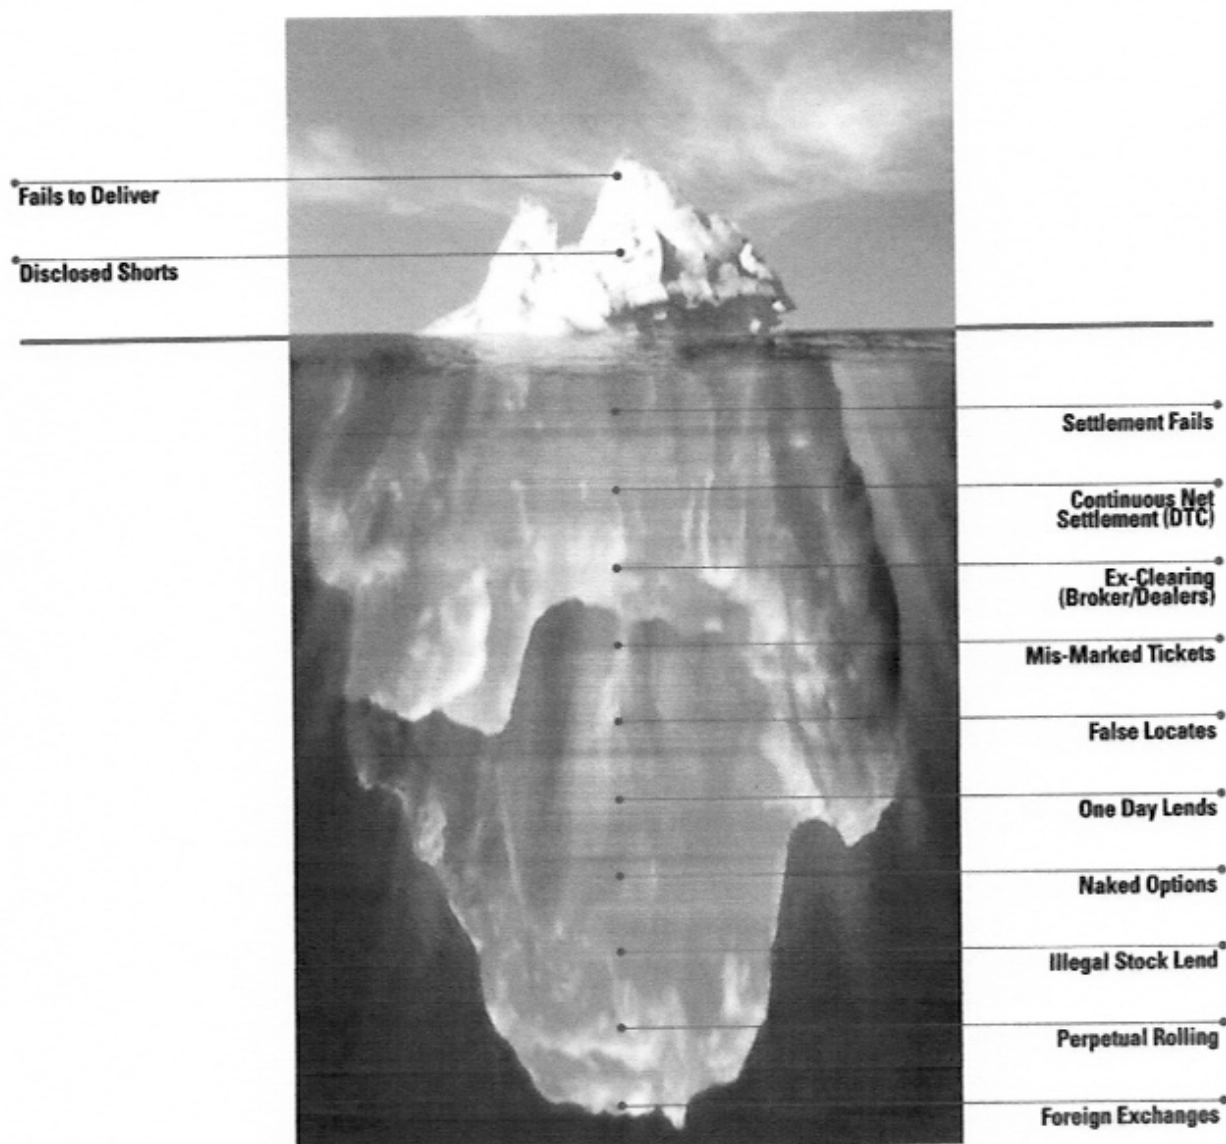 Fails to Deliver
Disclosed Shorts
Settlement Fails
Continuous Net
Settlement (DTC)
Ex-Clearing
(Broker/Dealers)
Mis-Marked Tickets
False Locates
One Day Lends
Naked Options
Illegal Stock Lend
Perpetual Rolling
Foreign Exchanges